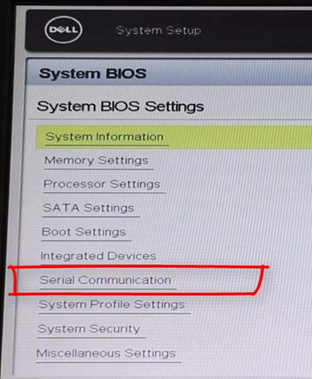 DELL
System Setup
System BIOS
System BIOS Settings
System Information
Memory Settings
Processor Settings
SATA Settings
Boot Settings
Integrated Devices
Serial Communication
System Profile Settings
System Security
Miscellaneous Settings